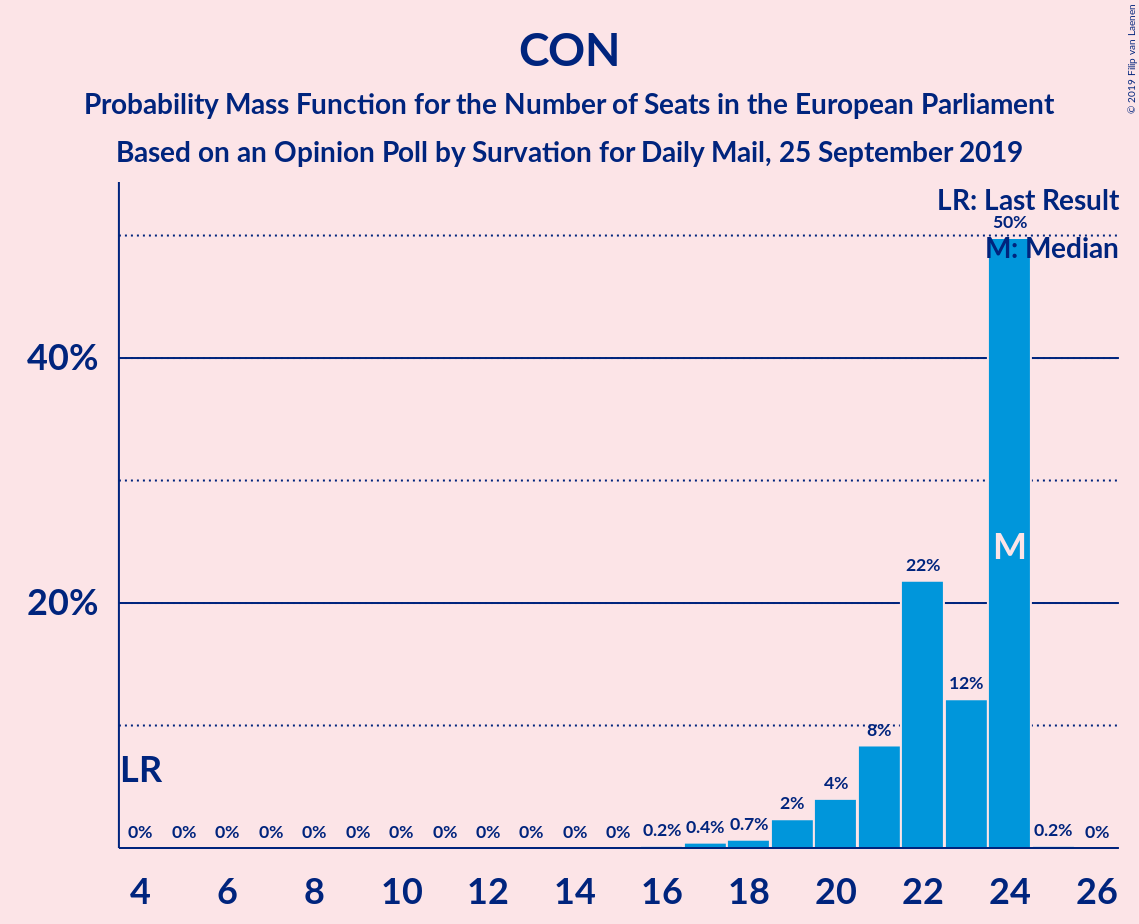 CON
Probability Mass Function for the Number of Seats in the European Parliament
Based on an Opinion Poll by Survation for Daily Mail, 25 September 2019
© 2019 Filip van Laenen
LR: Last Result
50%
M: Median
40%
M
22%
20%
12%
8%
LR
4%
2%
0% 0% 0% 0% 0% 0% 0% 0% 0% 0% 0% 0% 0.2% 0.4% 0.7% 0.2% 0%
4 6 8 10 12 14 16 18 20 22 24 26